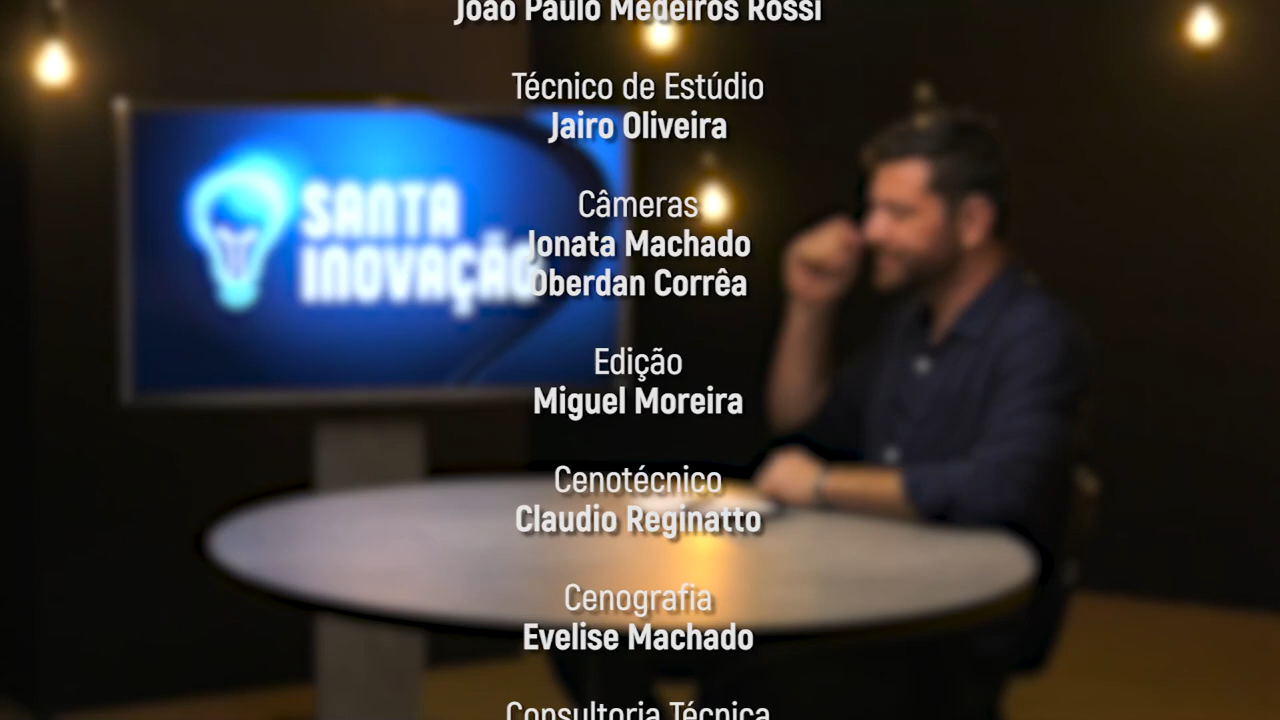 João Paulo Medeiros Rossi
Técnico de Estúdio
Jairo Oliveira
Câmeras
Jonata Machado
Oberdan Corrêa
SANTA
INOVAÇÃO
Edição
Miguel Moreira
Cenotécnico
Claudio Reginatto
Cenografia
Evelise Machado
Consultoria Técnica